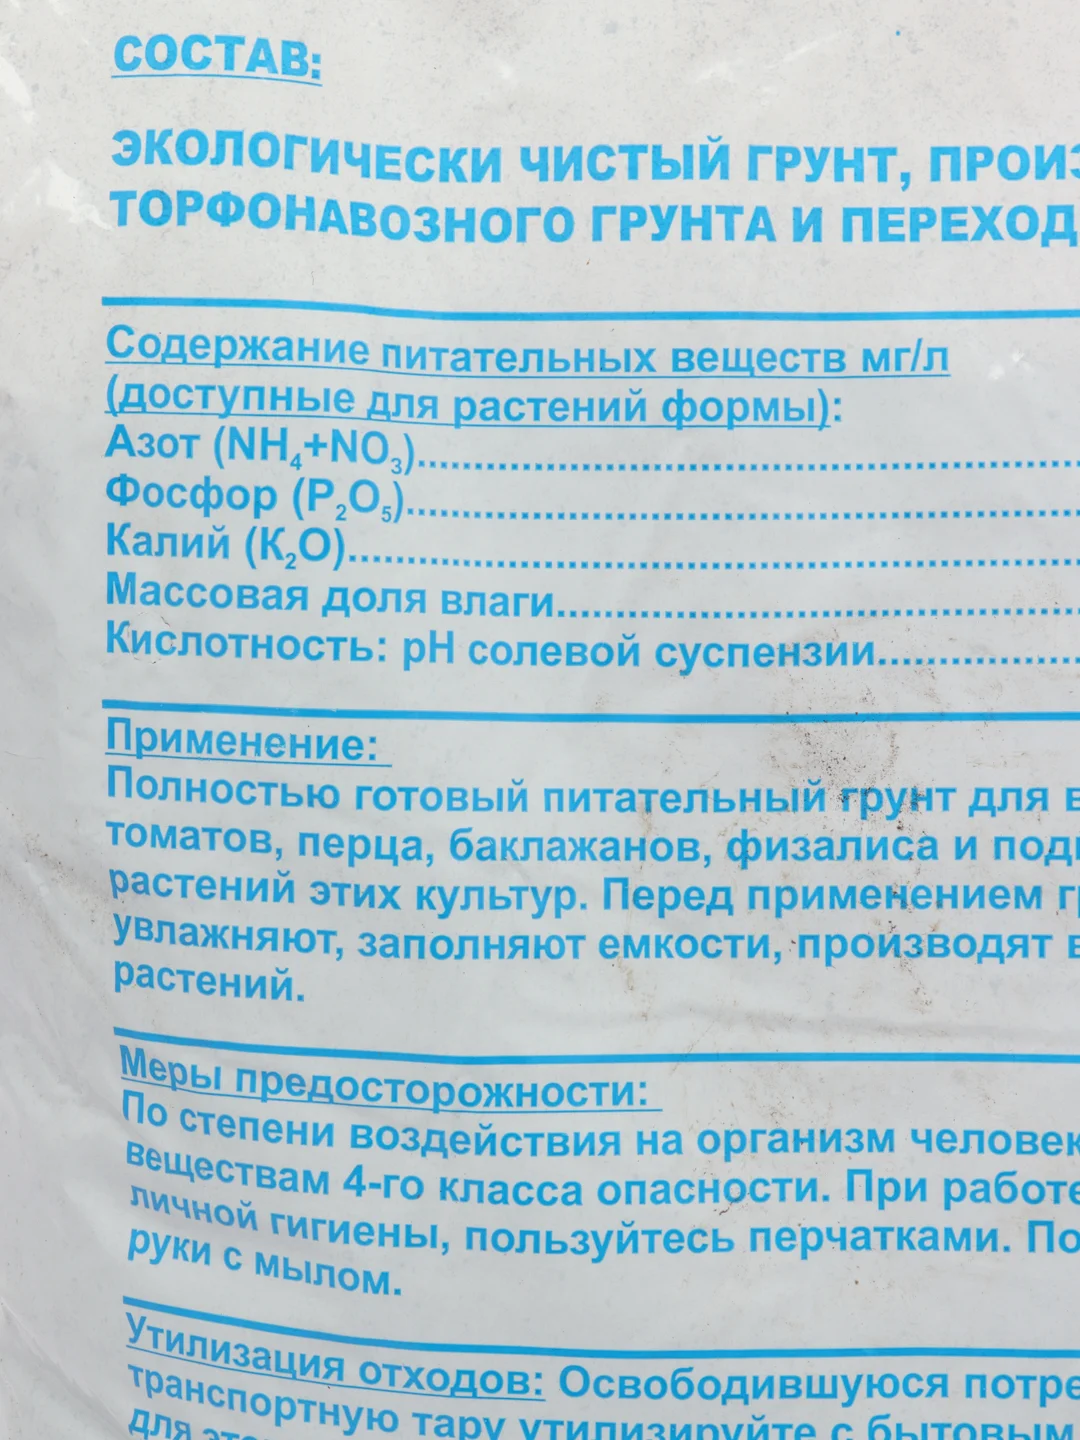 СОСТАВ:
ЭКОЛОГИЧЕСКИ ЧИСТЫЙ ГРУНТ,
ТОРФОНАВОЗНОГО ГРУНТА И
Содержание питательных веществ мг/л
(доступные для растений формы):
Азот (NH₄+NO₃)
Фосфор (P₂O₅)
Калий (K₂O)
Массовая доля влаги
Кислотность: pH солевой суспензии
Применение:
Полностью готовый питательный грунт для
томатов, перца, баклажанов, физалиса и
растений этих культур. Перед применением
увлажняют, заполняют емкости, производят
растений.
Меры предосторожности:
По степени воздействия на организм
веществам 4-го класса опасности. При
личной гигиены, пользуйтесь перчатками.
руки с мылом.
Утилизация отходов: Освободившуюся
транспортную тару утилизируйте с бытовым
для